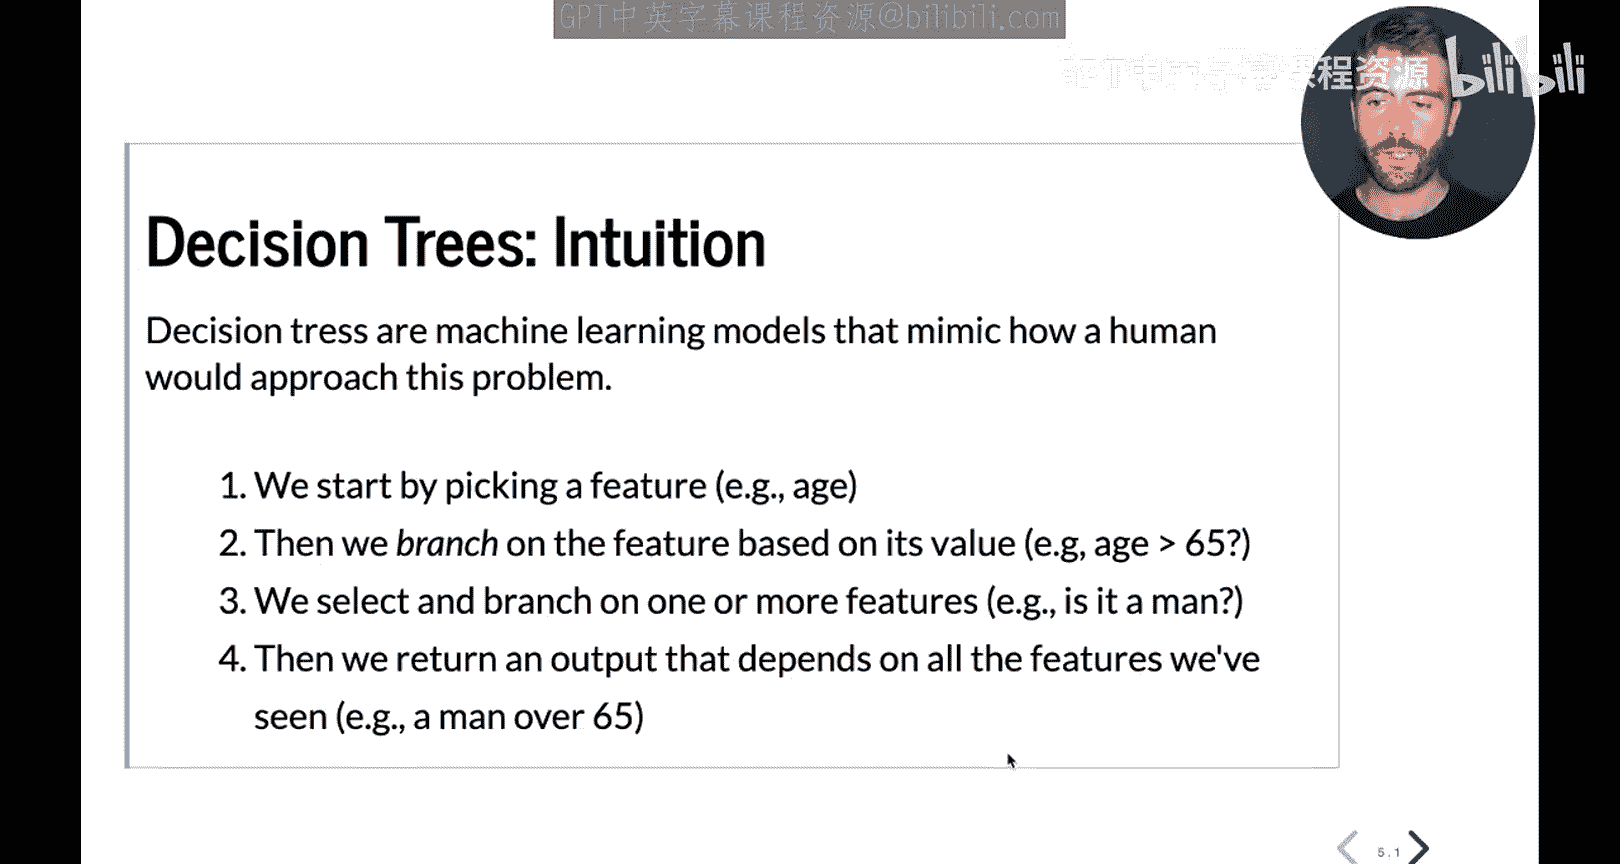 GPT中英字幕课程资源@bilibili.com
课程资源 bilibili
Decision Trees: Intuition
Decision tress are machine learning models that mimic how a human
would approach this problem.
1. We start by picking a feature (e.g., age)
2. Then we branch on the feature based on its value (e.g, age > 65?)
3. We select and branch on one or more features (e.g., is it a man?)
4. Then we return an output that depends on all the features we've
seen (e.g., a man over 65)
5.1